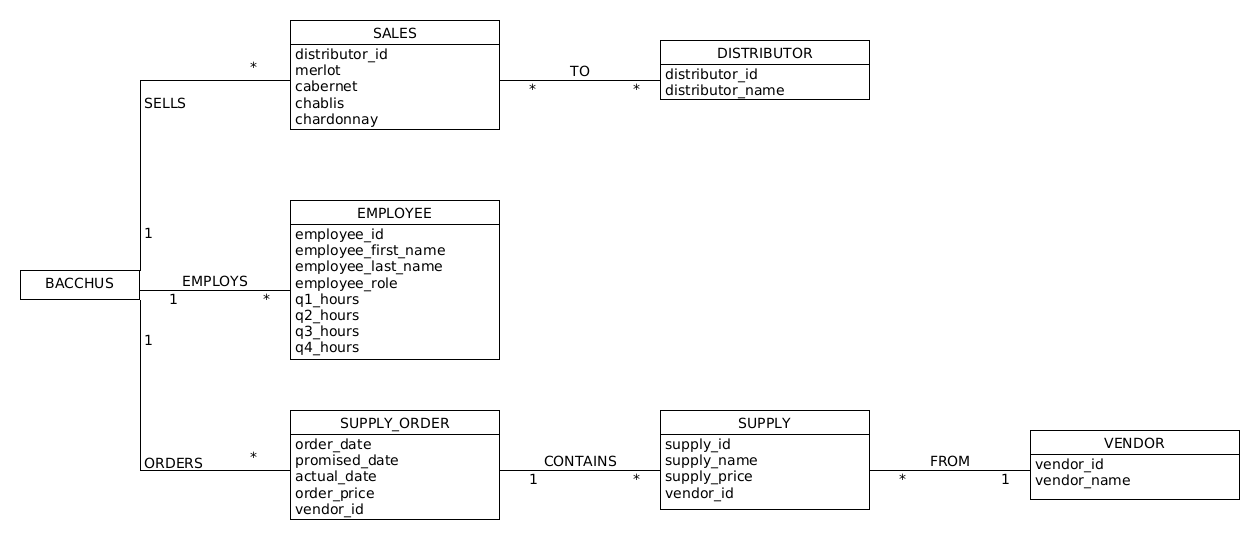 SALES
distributor_id
merlot
cabernet
chablis
chardonnay
*
SELLS
1
TO
*
*
DISTRIBUTOR
distributor_id
distributor_name
EMPLOYEE
employee_id
employee_first_name
employee_last_name
employee_role
q1_hours
q2_hours
q3_hours
q4_hours
BACCHUS
EMPLOYS
1
*
1
ORDERS
*
SUPPLY_ORDER
order_date
promised_date
actual_date
order_price
vendor_id
CONTAINS
1
*
SUPPLY
supply_id
supply_name
supply_price
vendor_id
FROM
*
1
VENDOR
vendor_id
vendor_name